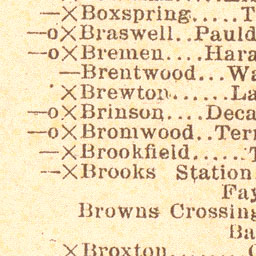 —×Boxspring.....T
—o×Braswell..Pauld
—o×Bremen....Hara
—Brentwood...Wa
×Brewton......La
—o×Brinson....Deca
—o×Bromwood..Terr
—×Brookfield.....T
—×Brooks Station
Fay
Browns Crossing
Ba
×Broxton.......C